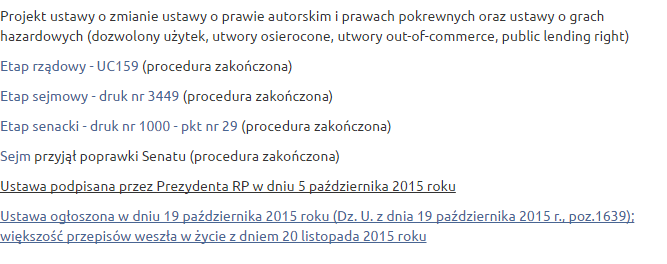 Projekt ustawy o zmianie ustawy o prawie autorskim i prawach pokrewnych oraz ustawy o grach
hazardowych (dozwolony użytek, utwory osierocone, utwory out-of-commerce, public lending right)
Etap rządowy - UC159 (procedura zakończona)
Etap sejmowy - druk nr 3449 (procedura zakończona)
Etap senacki - druk nr 1000 - pkt nr 29 (procedura zakończona)
Sejm przyjął poprawki Senatu (procedura zakończona)
Ustawa podpisana przez Prezydenta RP w dniu 5 października 2015 roku
Ustawa ogłoszona w dniu 19 października 2015 roku (Dz. U. z dnia 19 października 2015 r., poz.1639);
większość przepisów weszła w życie z dniem 20 listopada 2015 roku